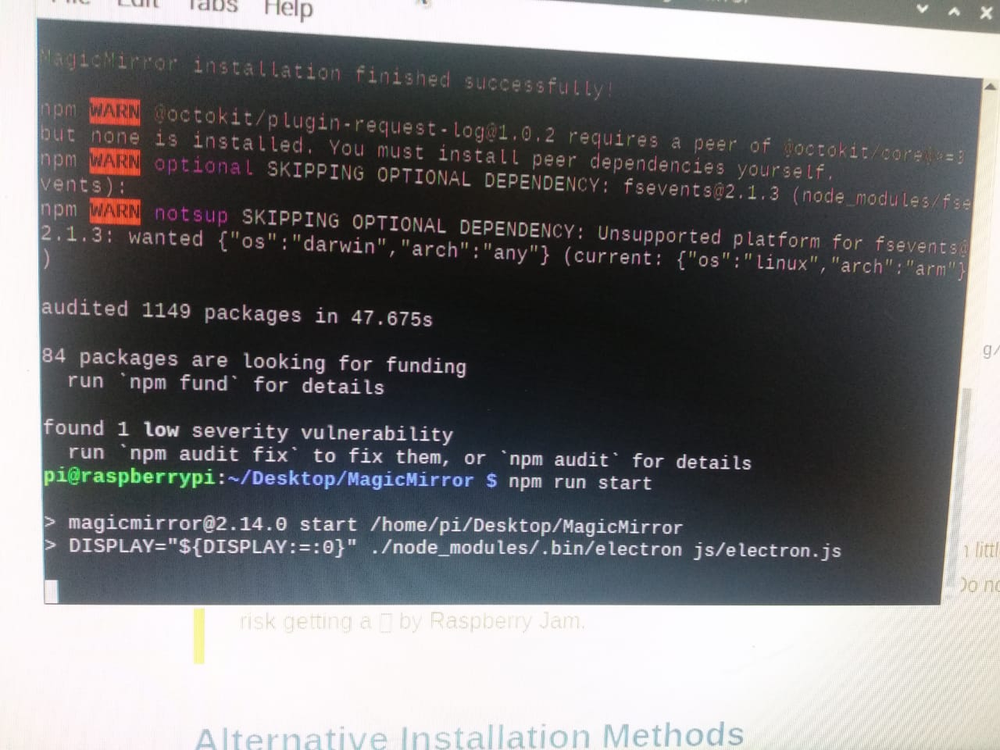 Edit Tabs Help
MagicMirror installation finished successfully!
npm WARN @octokit/plugin-request-log@1.0.2 requires a peer of @octokit/core@>=3
but none is installed. You must install peer dependencies yourself.
npm WARN optional SKIPPING OPTIONAL DEPENDENCY: fsevents@2.1.3 (node_modules/fse
vents):
npm WARN notsup SKIPPING OPTIONAL DEPENDENCY: Unsupported platform for fsevents@
2.1.3: wanted {"os":"darwin","arch":"any"} (current: {"os":"linux","arch":"arm"}
)
audited 1149 packages in 47.675s
84 packages are looking for funding
run `npm fund` for details
found 1 low severity vulnerability
run `npm audit fix` to fix them, or `npm audit` for details
pi@raspberrypi:~/Desktop/MagicMirror $ npm run start
> magicmirror@2.14.0 start /home/pi/Desktop/MagicMirror
> DISPLAY="${DISPLAY:=:0}" ./node_modules/.bin/electron js/electron.js
g/
littl
Do no
risk getting a by Raspberry Jam.
Alternative Installation Methods